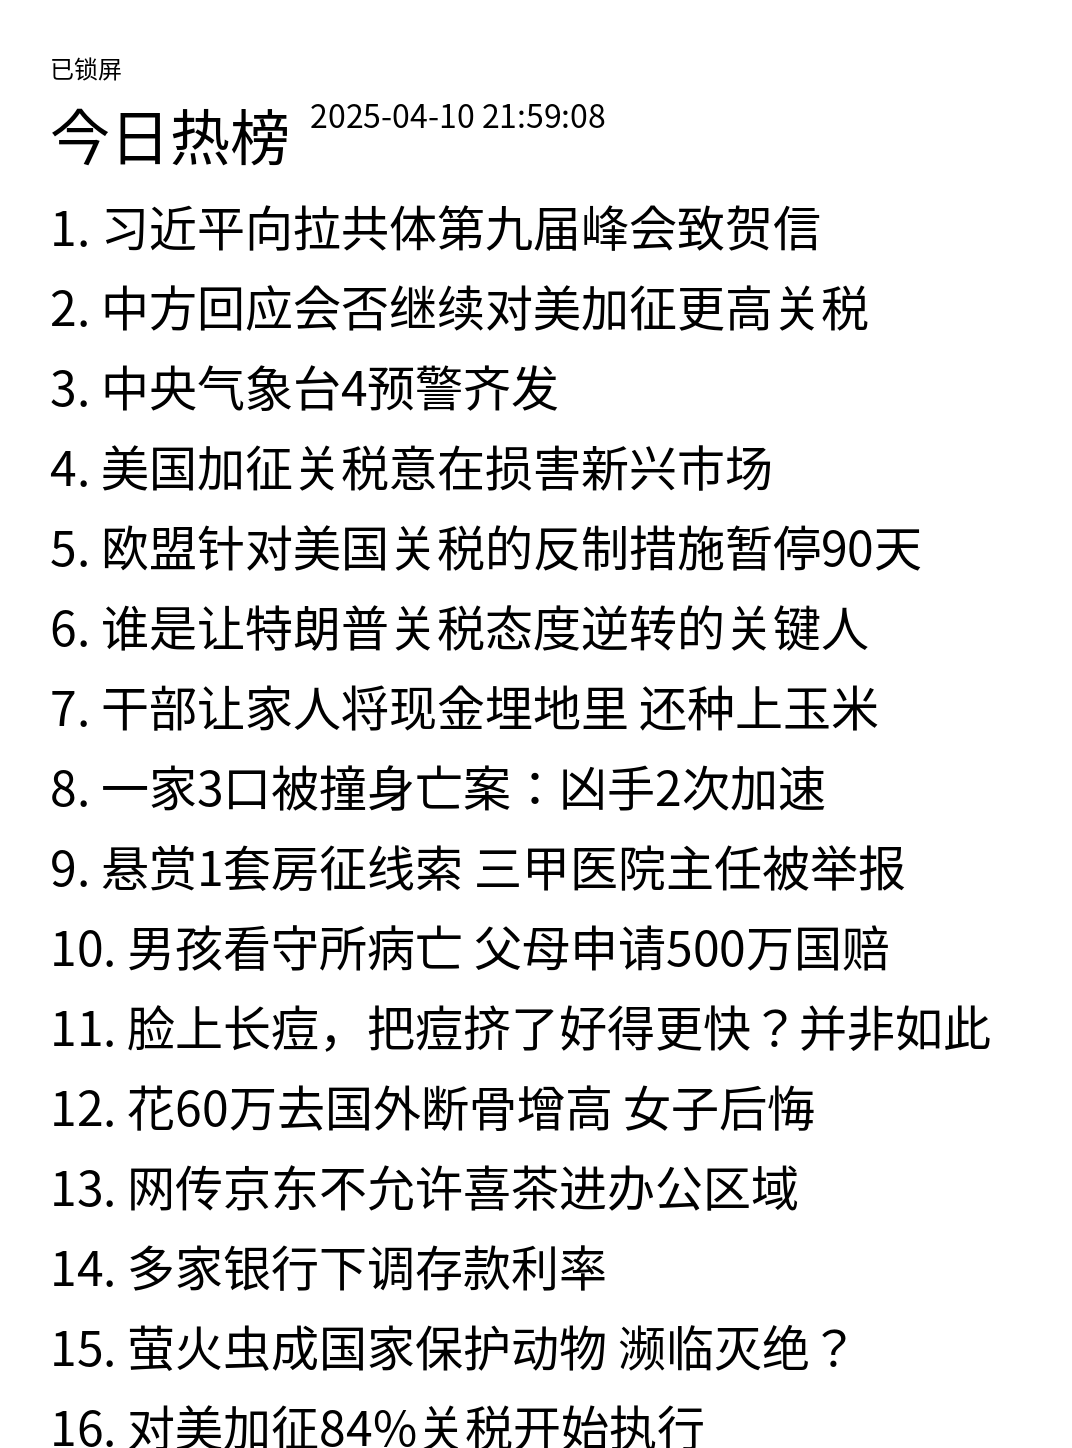 已锁屏
今日热榜 2025-04-10 21:59:08
1. 习近平向拉共体第九届峰会致贺信
2. 中方回应会否继续对美加征更高关税
3. 中央气象台4预警齐发
4. 美国加征关税意在损害新兴市场
5. 欧盟针对美国关税的反制措施暂停90天
6. 谁是让特朗普关税态度逆转的关键人
7. 干部让家人将现金埋地里 还种上玉米
8. 一家3口被撞身亡案：凶手2次加速
9. 悬赏1套房征线索 三甲医院主任被举报
10. 男孩看守所病亡 父母申请500万国赔
11. 脸上长痘，把痘挤了好得更快？并非如此
12. 花60万去国外断骨增高 女子后悔
13. 网传京东不允许喜茶进办公区域
14. 多家银行下调存款利率
15. 萤火虫成国家保护动物 濒临灭绝？
16. 对美加征84%关税开始执行